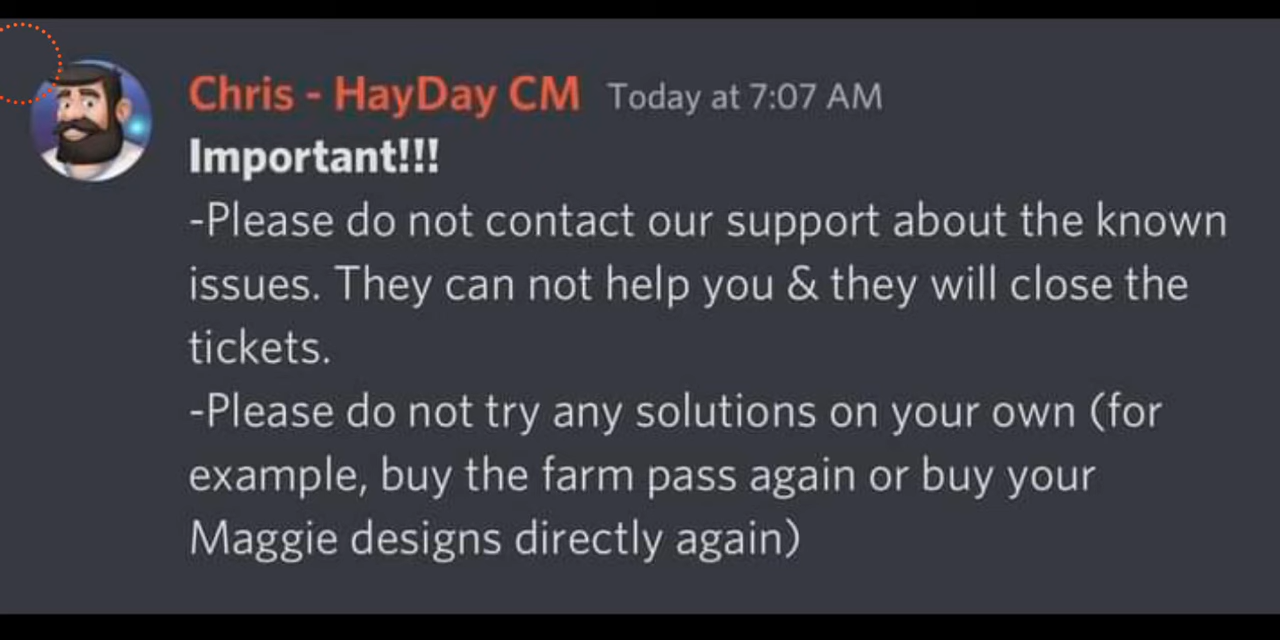 Chris - HayDay CM Today at 7:07 AM
Important!!!
-Please do not contact our support about the known
issues. They can not help you & they will close the
tickets.
-Please do not try any solutions on your own (for
example, buy the farm pass again or buy your
Maggie designs directly again)